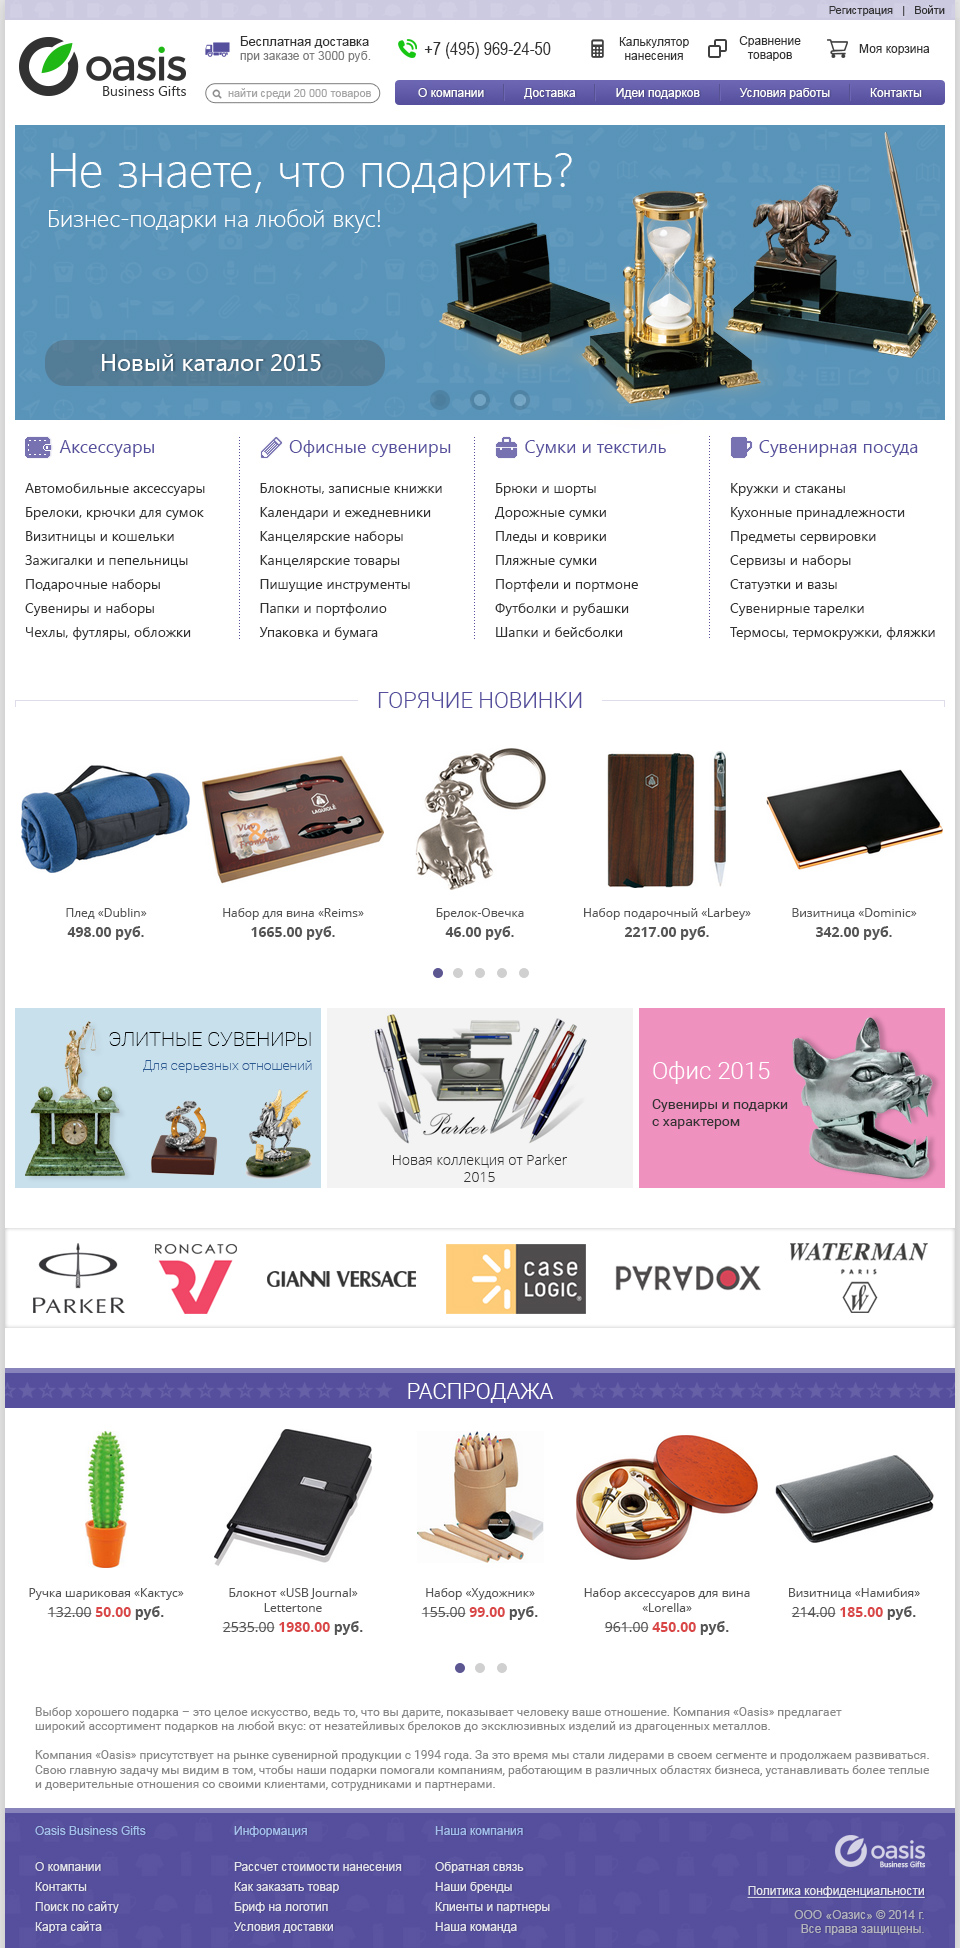 Регистрация | Войти
oasis
Business Gifts
Бесплатная доставка
при заказе от 3000 руб.
+7 (495) 969-24-50
Калькулятор
нанесения
Сравнение
товаров
Моя корзина
найти среди 20 000 товаров
О компании
Доставка
Идеи подарков
Условия работы
Контакты
Не знаете, что подарить?
Бизнес-подарки на любой вкус!
Новый каталог 2015
Аксессуары
Автомобильные аксессуары
Брелоки, крючки для сумок
Визитницы и кошельки
Зажигалки и пепельницы
Подарочные наборы
Сувениры и наборы
Чехлы, футляры, обложки
Офисные сувениры
Блокноты, записные книжки
Календари и ежедневники
Канцелярские наборы
Канцелярские товары
Пишущие инструменты
Папки и портфолио
Упаковка и бумага
Сумки и текстиль
Брюки и шорты
Дорожные сумки
Пледы и коврики
Пляжные сумки
Портфели и портмоне
Футболки и рубашки
Шапки и бейсболки
Сувенирная посуда
Кружки и стаканы
Кухонные принадлежности
Предметы сервировки
Сервизы и наборы
Статуэтки и вазы
Сувенирные тарелки
Термосы, термокружки, фляжки
ГОРЯЧИЕ НОВИНКИ
LAGUIOLE
Плед «Dublin»
498.00 руб.
Набор для вина «Reims»
1665.00 руб.
Брелок-Овечка
46.00 руб.
Набор подарочный «Larbey»
2217.00 руб.
Визитница «Dominic»
342.00 руб.
ЭЛИТНЫЕ СУВЕНИРЫ
Для серьезных отношений
Parker
Новая коллекция от Parker
2015
Офис 2015
Сувениры и подарки
с характером
PARKER
RONCATO
GIANNI VERSACE
case
LOGIC
PARADOX
WATERMAN
PARIS
РАСПРОДАЖА
Ручка шариковая «Кактус»
132.00 50.00 руб.
Блокнот «USB Journal»
Lettertone
2535.00 1980.00 руб.
Набор «Художник»
155.00 99.00 руб.
Набор аксессуаров для вина
«Lorella»
961.00 450.00 руб.
Визитница «Намибия»
214.00 185.00 руб.
Выбор хорошего подарка – это целое искусство, ведь то, что вы дарите, показывает человеку ваше отношение. Компания «Oasis» предлагает
широкий ассортимент подарков на любой вкус: от незатейливых брелоков до эксклюзивных изделий из драгоценных металлов.
Компания «Oasis» присутствует на рынке сувенирной продукции с 1994 года. За это время мы стали лидерами в своем сегменте и продолжаем развиваться.
Свою главную задачу мы видим в том, чтобы наши подарки помогали компаниям, работающим в различных областях бизнеса, устанавливать более теплые
и доверительные отношения со своими клиентами, сотрудниками и партнерами.
Oasis Business Gifts
О компании
Контакты
Поиск по сайту
Карта сайта
Информация
Рассчет стоимости нанесения
Как заказать товар
Бриф на логотип
Условия доставки
Наша компания
Обратная связь
Наши бренды
Клиенты и партнеры
Наша команда
oasis
Business Gifts
Политика конфиденциальности
ООО «Оазис» © 2014 г.
Все права защищены.